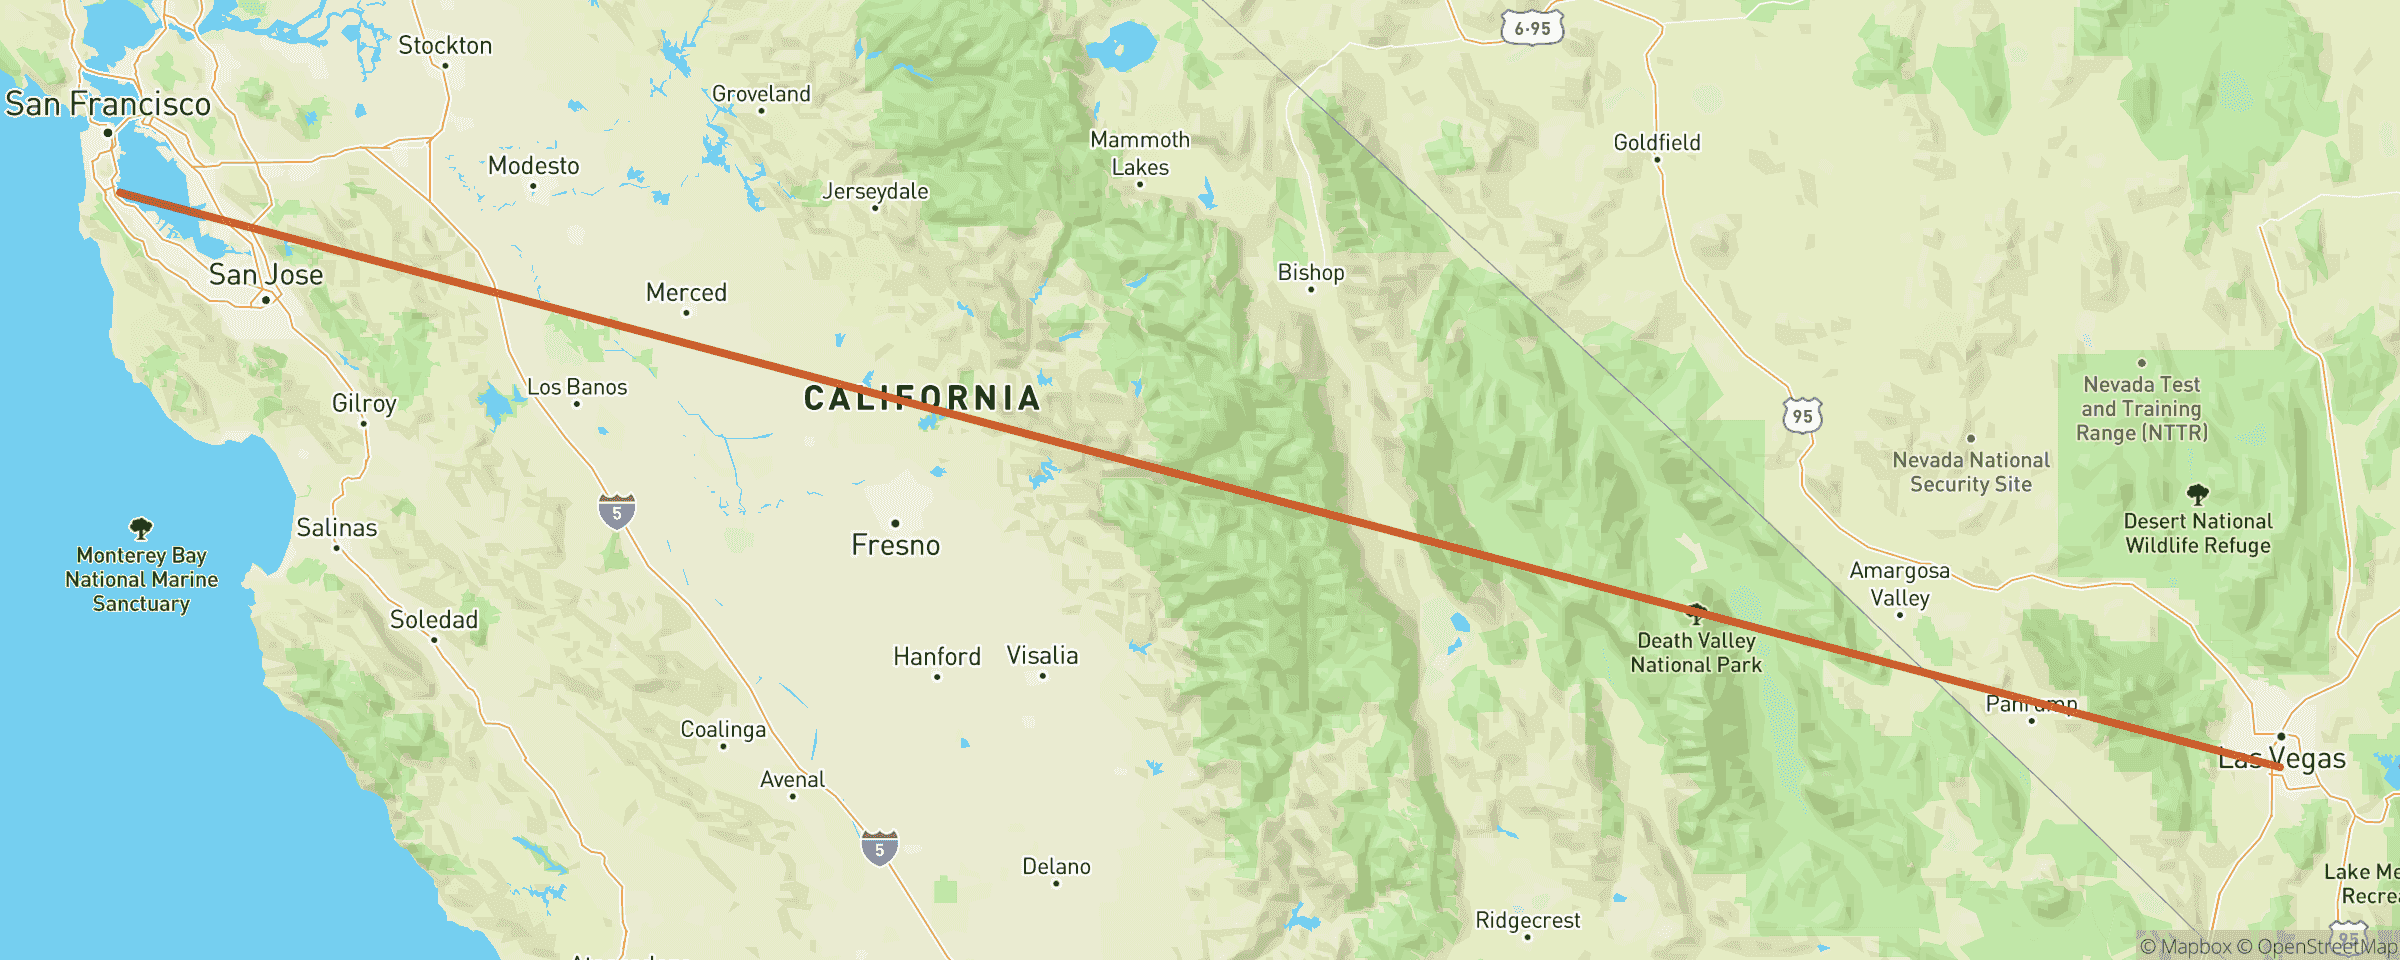 6-95
Stockton
San Francisco
Groveland
Mammoth
Lakes
Goldfield
Modesto
Jerseydale
San Jose
Bishop
Merced
Los Banos
CALIFORNIA
Gilroy
Nevada Test
and Training
Range (NTTR)
95
Nevada National
Security Site
5
Desert National
Wildlife Refuge
Salinas
Fresno
Monterey Bay
National Marine
Sanctuary
Amargosa
Valley
Soledad
Hanford
Visalia
Death Valley
National Park
Pahrump
Coalinga
Las Vegas
Avenal
5
Delano
Lake Me
Recrea
Ridgecrest
95
© Mapbox © OpenStreetMap